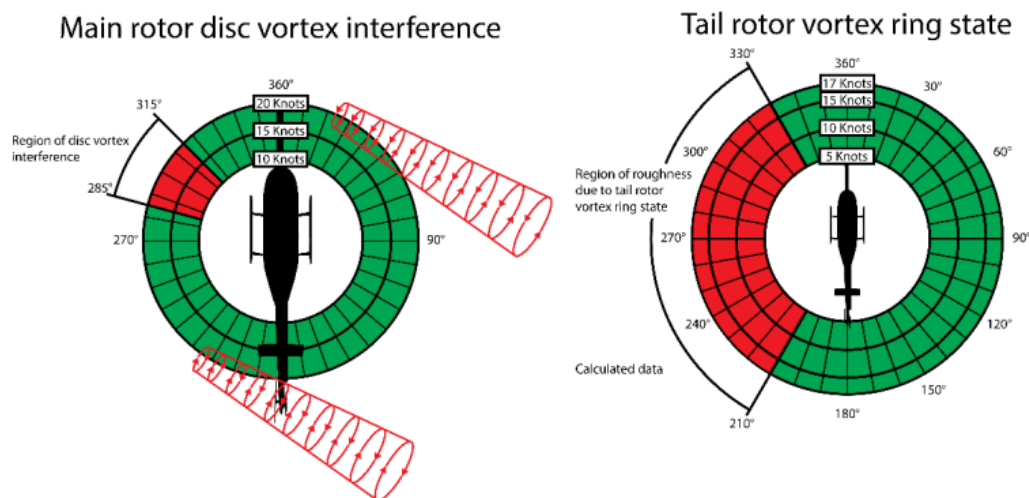 Main rotor disc vortex interference
360°
20 Knots
315°
15 Knots
Region of disc vortex
interference
10 Knots
285°
270°
90°
Tail rotor vortex ring state
330°
360°
17 Knots
30°
15 Knots
10 Knots
300°
60°
5 Knots
Region of roughness
due to tail rotor
vortex ring state
270°
90°
240°
120°
Calculated data
150°
210°
180°